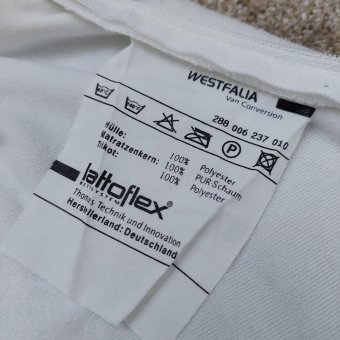 WESTFALIA
Van Conversion
288 006 237 010
Hülle: 100% Polyester
Matratzenkern: 100% PUR Schaum
Trikot: 100% Polyester
lattoflex®
BETTSYSTEM
Thomas Technik und Innovation
Herstellerland: Deutschland